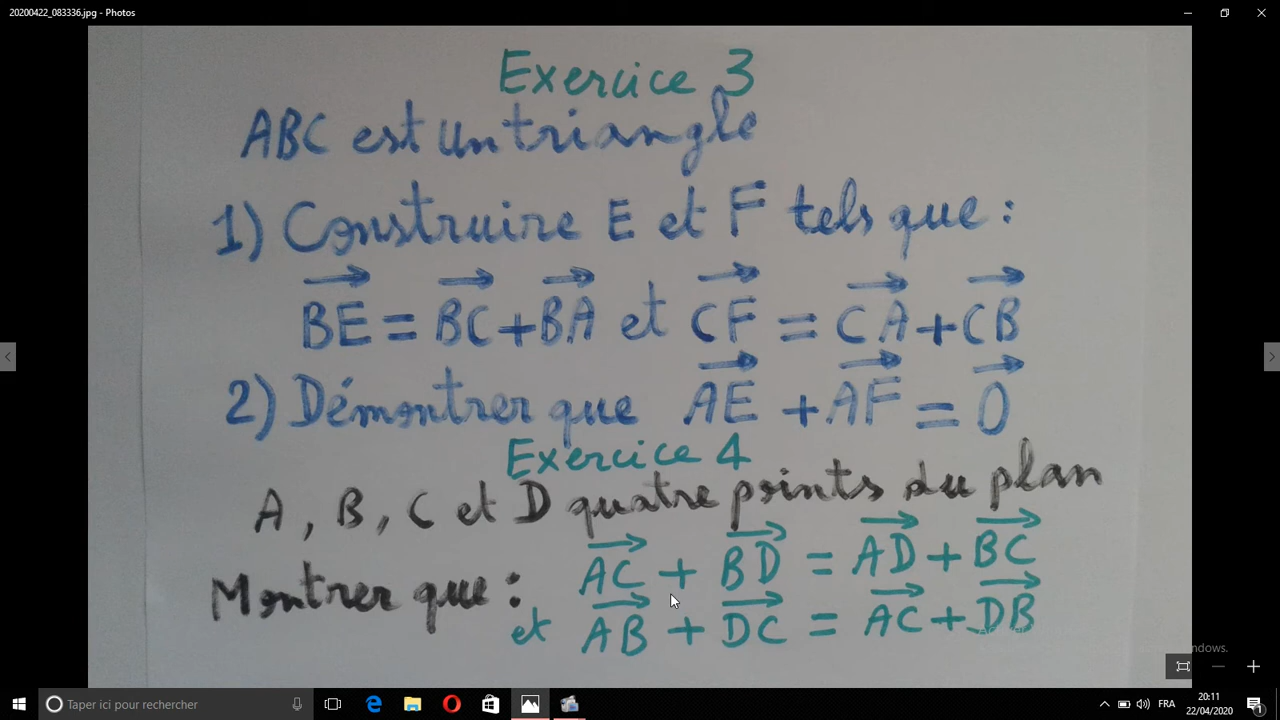 20200422_083336.jpg - Photos
Exercice 3
ABC est un triangle
1) Construire E et F tels que :
BE = BC + BA et CF = CA + CB
2) Démontrer que AE + AF = 0
Exercice 4
A, B, C et D quatre points du plan
Montrer que : AC + BD = AD + BC
et AB + DC = AC + DB
Taper ici pour rechercher
FRA
20:11
22/04/2020
1